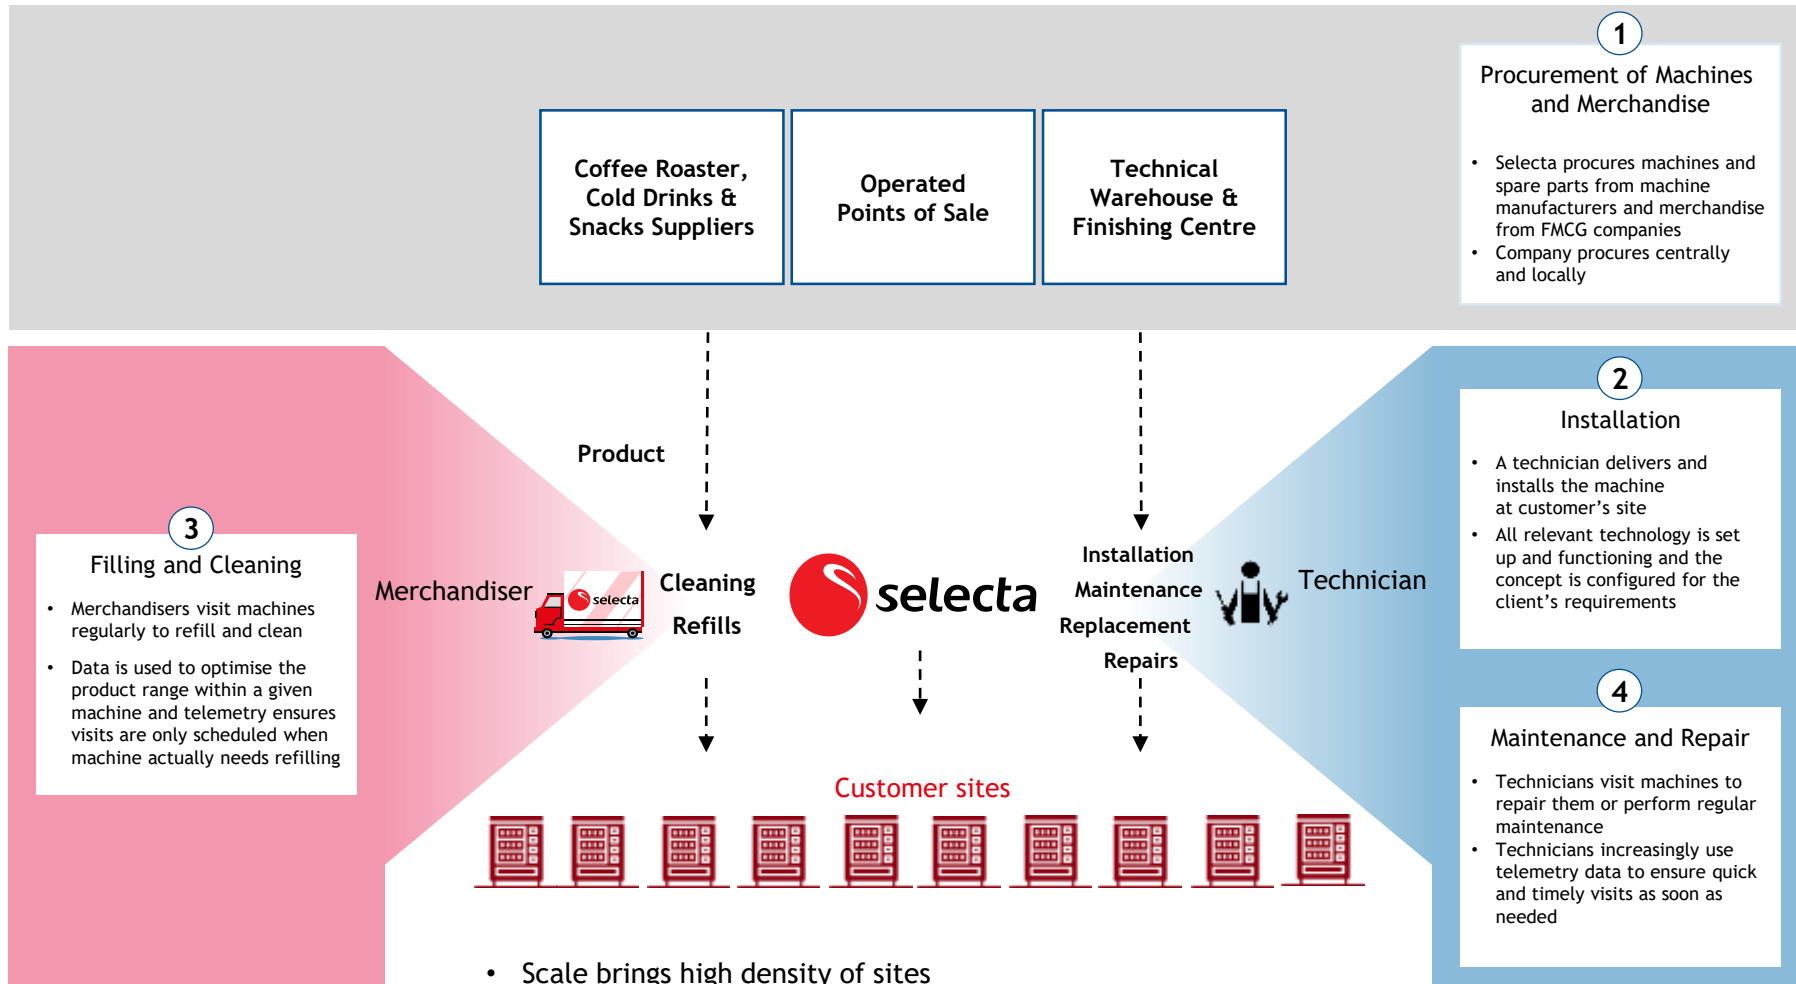 1
Procurement of Machines
and Merchandise
• Selecta procures machines and
spare parts from machine
manufacturers and merchandise
from FMCG companies
• Company procures centrally
and locally
Coffee Roaster,
Cold Drinks &
Snacks Suppliers
Operated
Points of Sale
Technical
Warehouse &
Finishing Centre
2
Installation
• A technician delivers and
installs the machine
at customer’s site
• All relevant technology is set
up and functioning and the
concept is configured for the
client’s requirements
Product
3
Filling and Cleaning
• Merchandisers visit machines
regularly to refill and clean
• Data is used to optimise the
product range within a given
machine and telemetry ensures
visits are only scheduled when
machine actually needs refilling
Merchandiser
selecta
Cleaning
Refills
selecta
Installation
Maintenance
Replacement
Repairs
Technician
4
Maintenance and Repair
• Technicians visit machines to
repair them or perform regular
maintenance
• Technicians increasingly use
telemetry data to ensure quick
and timely visits as soon as
needed
Customer sites
• Scale brings high density of sites